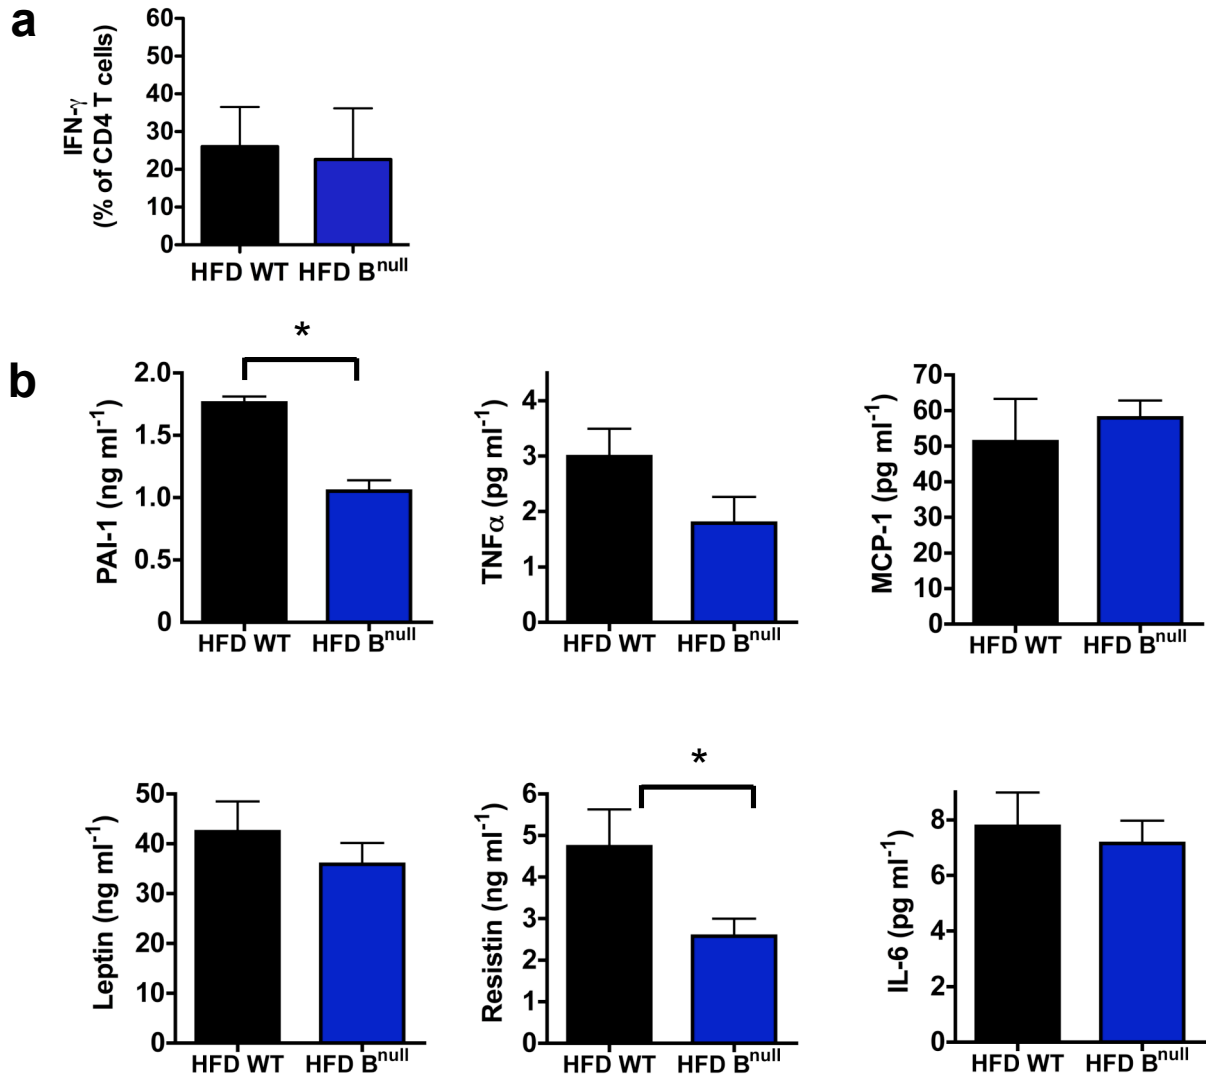 a
IFN-γ
(% of CD4 T cells)
60
50
40
30
20
10
0
HFD WT HFD Bnull
b
*
PAI-1 (ng ml-1)
2.0
1.5
1.0
0.5
0
HFD WT HFD Bnull
TNFα (pg ml-1)
4
3
2
1
0
HFD WT HFD Bnull
MCP-1 (pg ml-1)
70
60
50
40
30
20
10
0
HFD WT HFD Bnull
Leptin (ng ml-1)
50
40
30
20
10
0
HFD WT HFD Bnull
*
Resistin (ng ml-1)
6
5
4
3
2
1
0
HFD WT HFD Bnull
IL-6 (pg ml-1)
8
6
4
2
0
HFD WT HFD Bnull